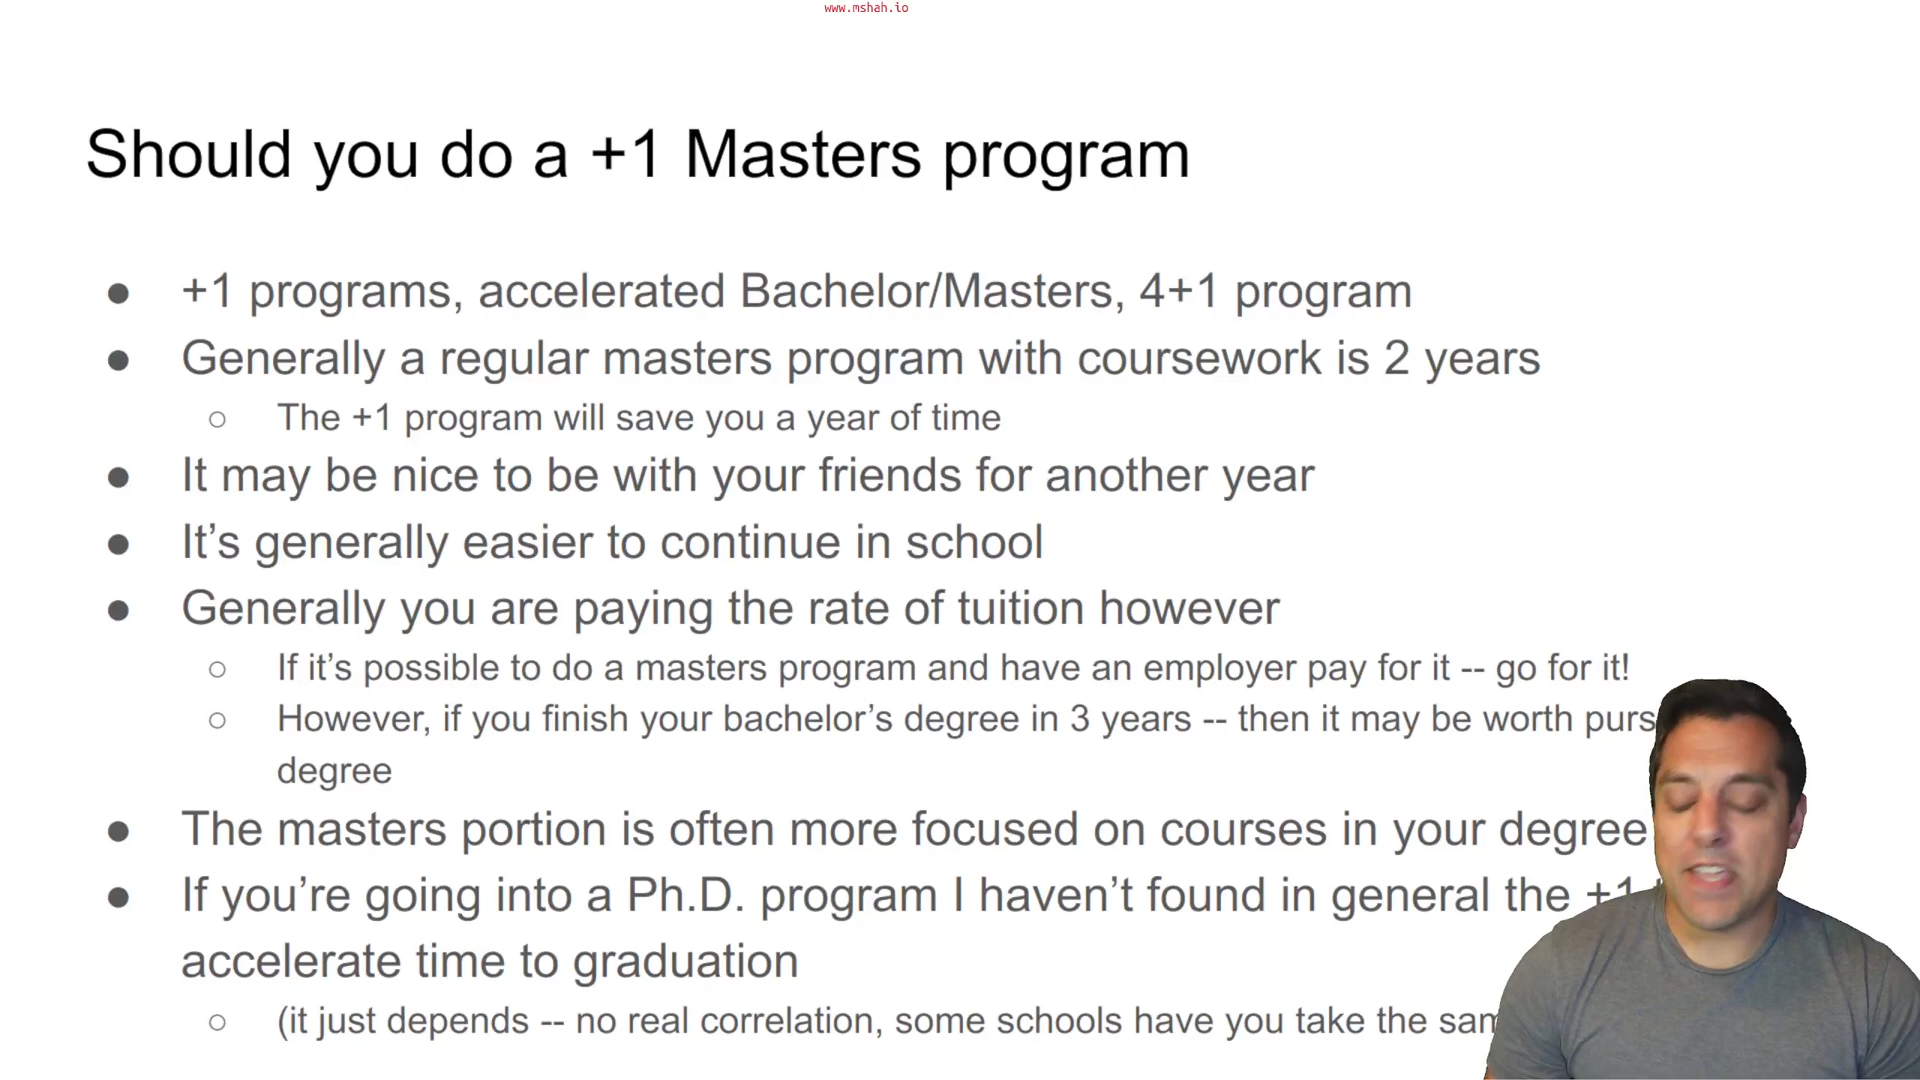 www.mshah.io
Should you do a +1 Masters program
● +1 programs, accelerated Bachelor/Masters, 4+1 program
● Generally a regular masters program with coursework is 2 years
○ The +1 program will save you a year of time
● It may be nice to be with your friends for another year
● It’s generally easier to continue in school
● Generally you are paying the rate of tuition however
○ If it’s possible to do a masters program and have an employer pay for it -- go for it!
○ However, if you finish your bachelor’s degree in 3 years -- then it may be worth
degree
● The masters portion is often more focused on courses in your degree
● If you’re going into a Ph.D. program I haven’t found in general the +1
accelerate time to graduation
○ (it just depends -- no real correlation, some schools have you take the